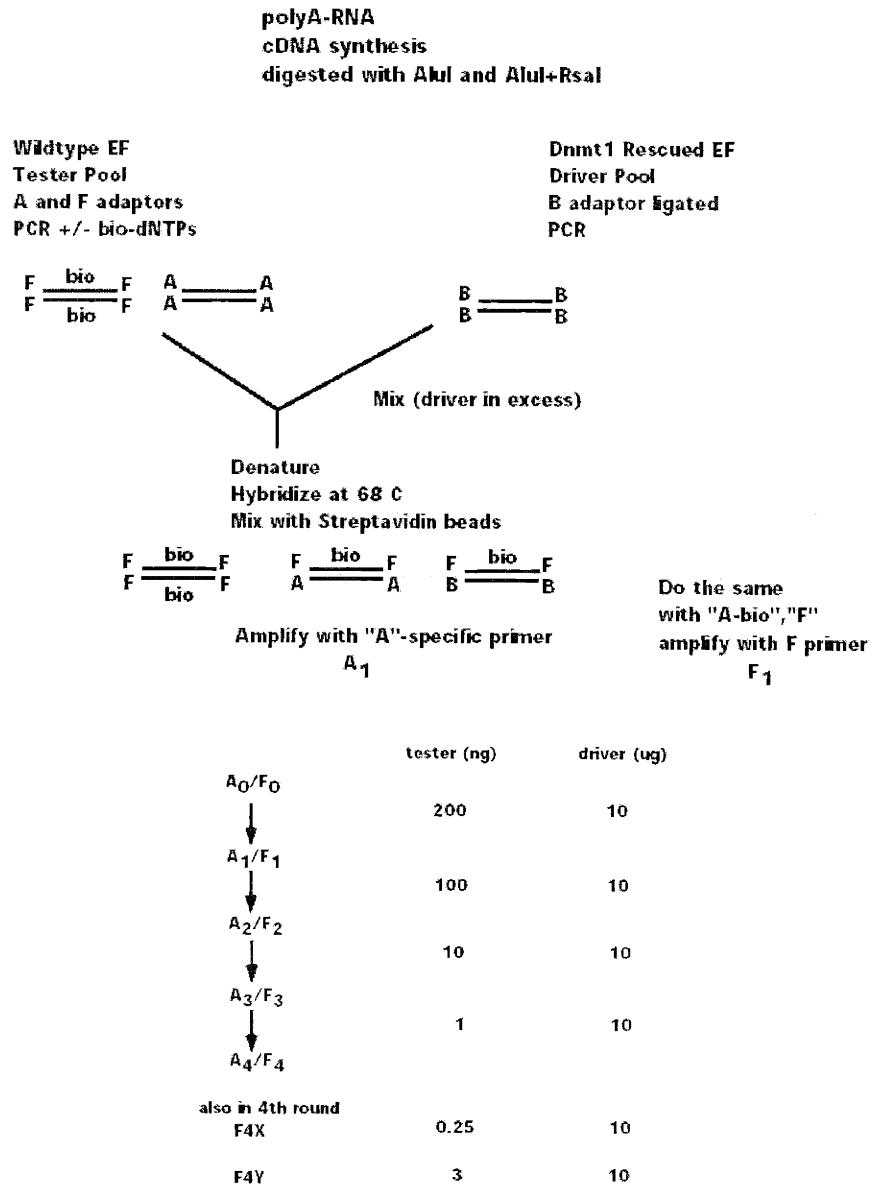 polyA-RNA
cDNA synthesis
digested with AluI and AluI+RsaI
Wildtype EF
Tester Pool
A and F adaptors
PCR +/- bio-dNTPs
Dnmt1 Rescued EF
Driver Pool
B adaptor ligated
PCR
F bio F A A
F bio F A A
B B
B B
Mix (driver in excess)
Denature
Hybridize at 68 C
Mix with Streptavidin beads
F bio F F bio F F bio F
F bio F A A B B
Amplify with "A"-specific primer
A1
Do the same
with "A-bio","F"
amplify with F primer
F1
tester (ng) driver (ug)
A0/F0
200 10
A1/F1
100 10
A2/F2
10 10
A3/F3
1 10
A4/F4
also in 4th round
F4X 0.25 10
F4Y 3 10